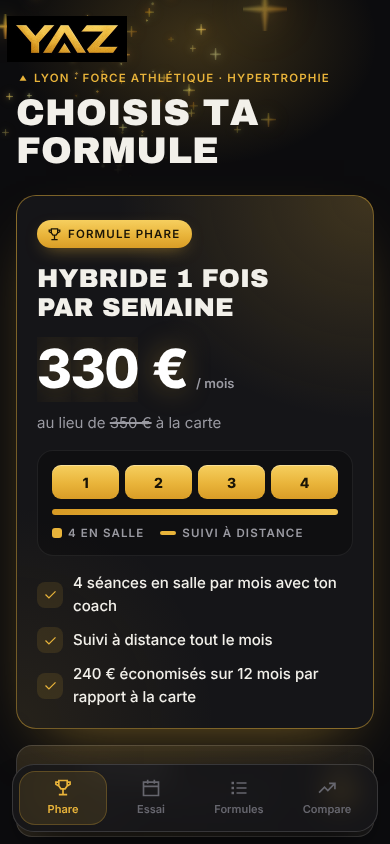 YAZ
LYON · FORCE ATHLÉTIQUE · HYPERTROPHIE
CHOISIS TA
FORMULE
FORMULE PHARE
HYBRIDE 1 FOIS
PAR SEMAINE
330 € / mois
au lieu de 350 € à la carte
1 2 3 4
4 EN SALLE SUIVI À DISTANCE
4 séances en salle par mois avec ton
coach
Suivi à distance tout le mois
240 € économisés sur 12 mois par
rapport à la carte
Phare Essai Formules Compare